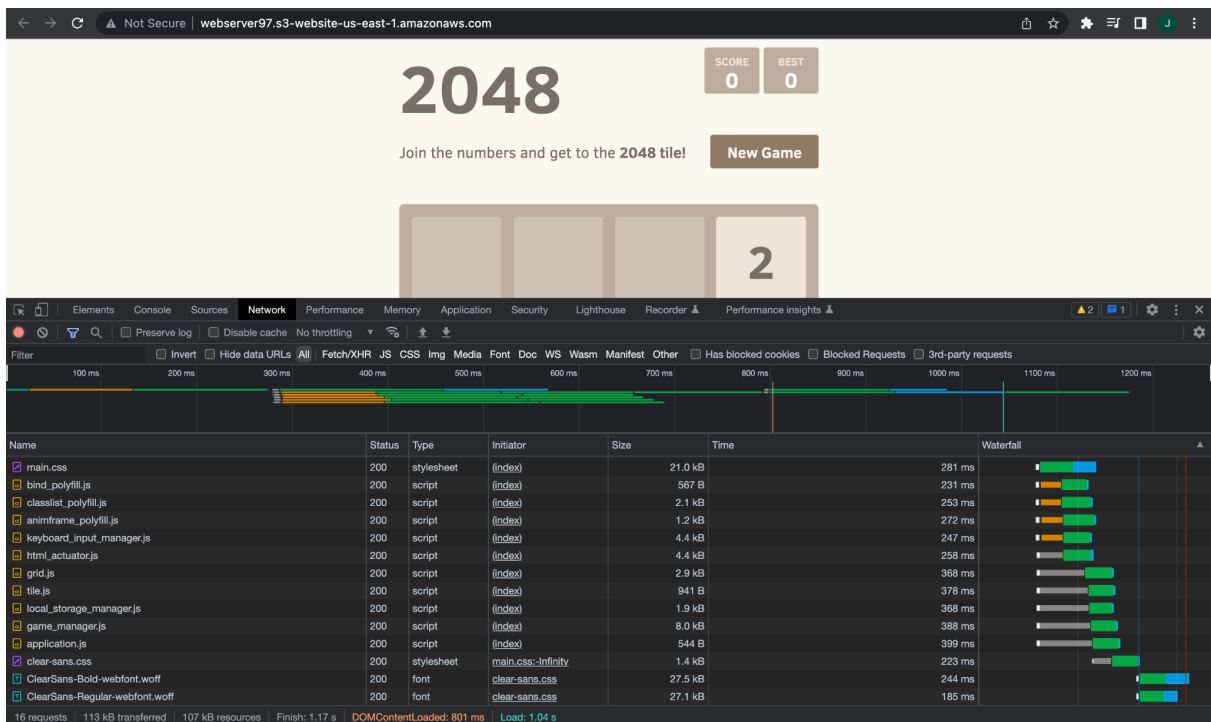 Not Secure | webserver97.s3-website-us-east-1.amazonaws.com J
2048
SCORE
0
BEST
0
Join the numbers and get to the 2048 tile!
New Game
2
Elements Console Sources Network Performance Memory Application Security Lighthouse Recorder Performance insights 2 1
Preserve log Disable cache No throttling
Filter Invert Hide data URLs All Fetch/XHR JS CSS Img Media Font Doc WS Wasm Manifest Other Has blocked cookies Blocked Requests 3rd-party requests
100 ms 200 ms 300 ms 400 ms 500 ms 600 ms 700 ms 800 ms 900 ms 1000 ms 1100 ms 1200 ms
Name Status Type Initiator Size Time Waterfall
main.css 200 stylesheet (index) 21.0 kB 281 ms
bind_polyfill.js 200 script (index) 567 B 231 ms
classlist_polyfill.js 200 script (index) 2.1 kB 253 ms
animframe_polyfill.js 200 script (index) 1.2 kB 272 ms
keyboard_input_manager.js 200 script (index) 4.4 kB 247 ms
html_actuator.js 200 script (index) 4.4 kB 258 ms
grid.js 200 script (index) 2.9 kB 368 ms
tile.js 200 script (index) 941 B 378 ms
local_storage_manager.js 200 script (index) 1.9 kB 368 ms
game_manager.js 200 script (index) 8.0 kB 388 ms
application.js 200 script (index) 544 B 399 ms
clear-sans.css 200 stylesheet main.css:-Infinity 1.4 kB 223 ms
ClearSans-Bold-webfont.woff 200 font clear-sans.css 27.5 kB 244 ms
ClearSans-Regular-webfont.woff 200 font clear-sans.css 27.1 kB 185 ms
16 requests | 113 kB transferred | 107 kB resources | Finish: 1.17 s | DOMContentLoaded: 801 ms | Load: 1.04 s